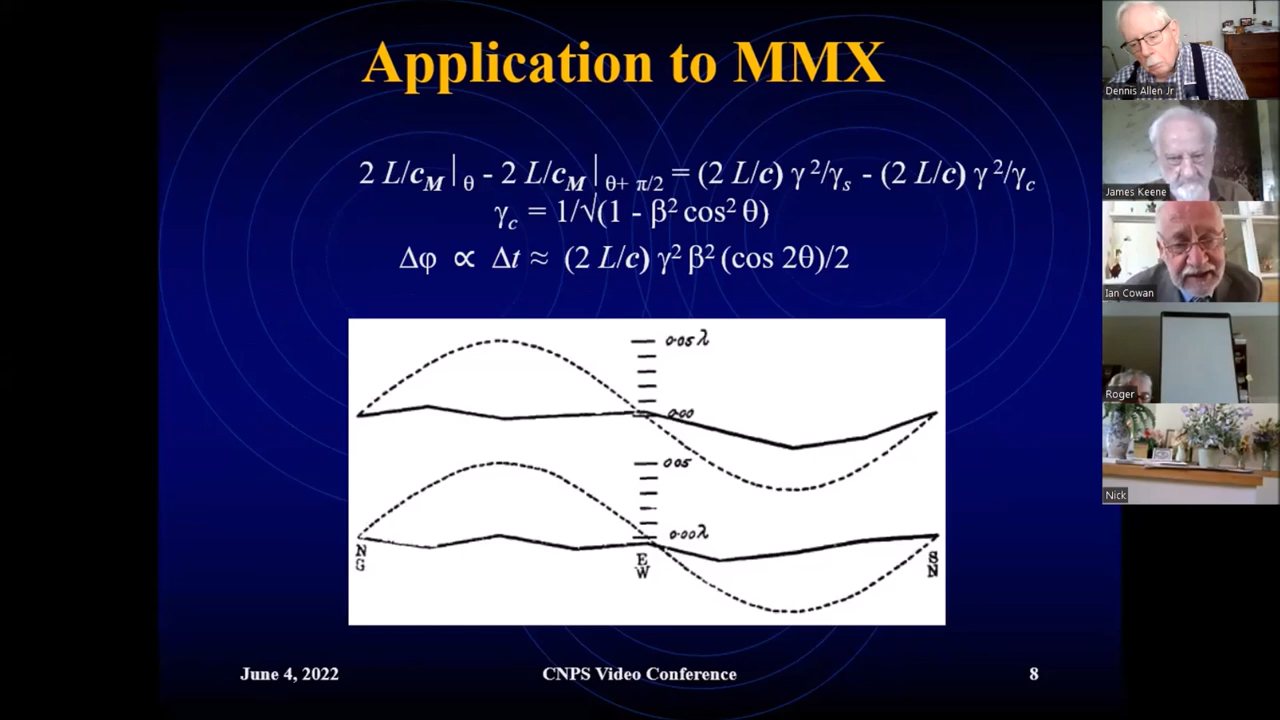 Application to MMX
2 L/c_M|_θ - 2 L/c_M|_θ+ π/2 = (2 L/c) γ²/γ_s - (2 L/c) γ²/γ_c
γ_c = 1/√(1 - β² cos² θ)
Δφ ∝ Δt ≈ (2 L/c) γ² β² (cos 2θ)/2
0.05λ
0.00
0.05
0.00λ
N
G
E
W
S
N
June 4, 2022
CNPS Video Conference
8
Dennis Allen Jr
James Keene
Ian Cowan
Roger
Nick